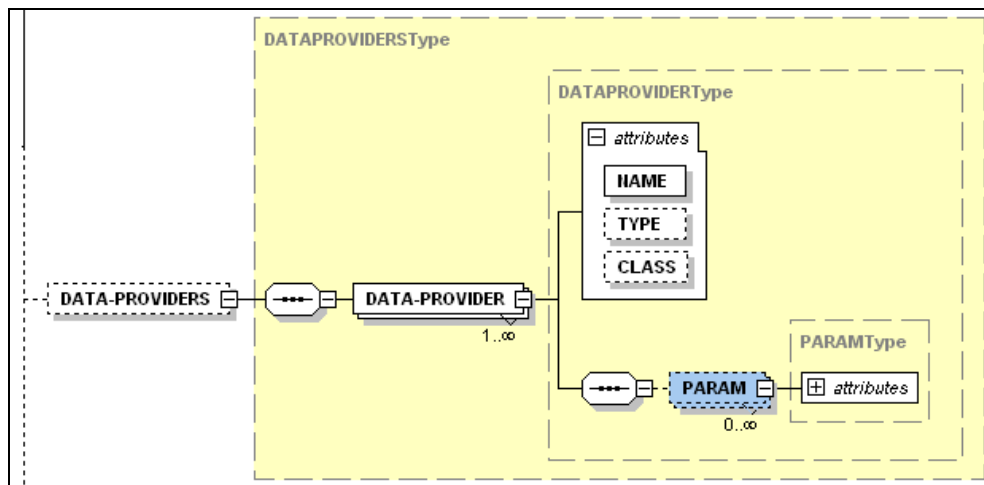 DATAPROVIDERSType
DATAPROVIDERType
attributes
NAME
TYPE
CLASS
DATA-PROVIDERS
DATA-PROVIDER
1..∞
PARAMType
PARAM
attributes
0..∞